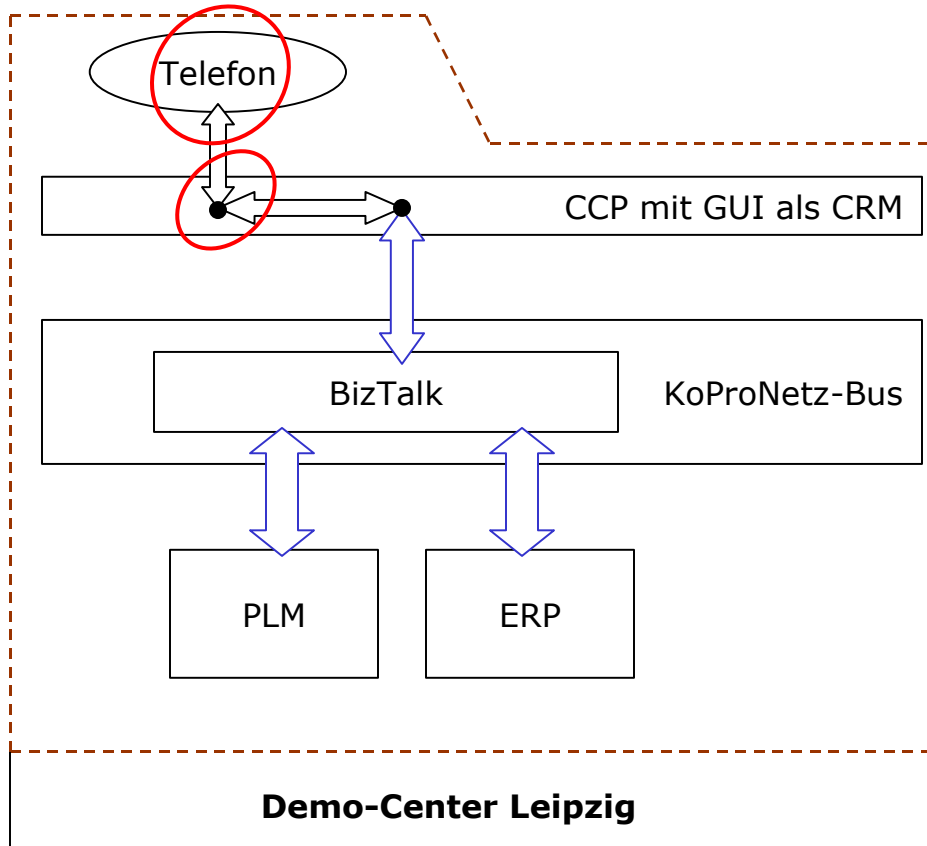 Telefon
CCP mit GUI als CRM
BizTalk
KoProNetz-Bus
PLM
ERP
Demo-Center Leipzig